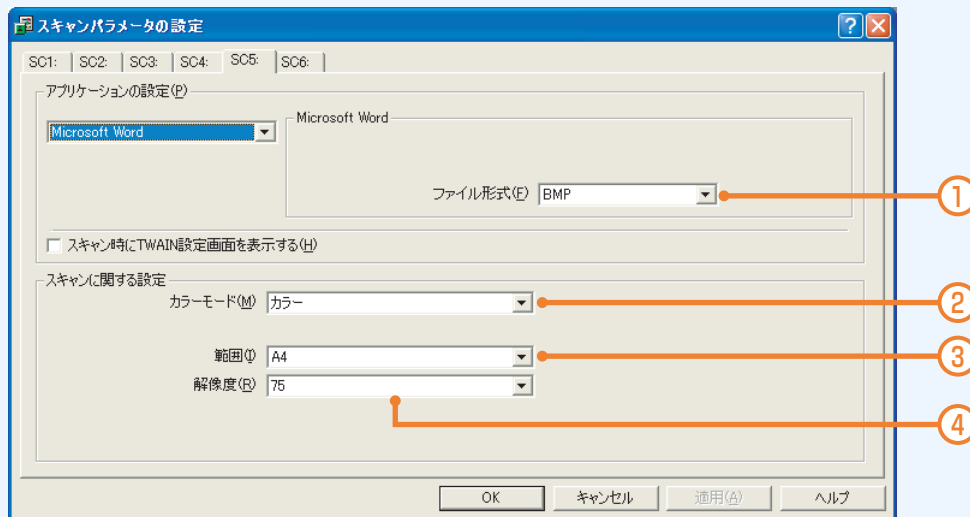 スキャンパラメータの設定
SC1: SC2: SC3: SC4: SC5: SC6:
アプリケーションの設定(P)
Microsoft Word
Microsoft Word
ファイル形式(F) BMP
①
スキャン時にTWAIN設定画面を表示する(H)
スキャンに関する設定
カラーモード(M) カラー
②
範囲(I) A4
③
解像度(R) 75
④
OK キャンセル 適用(A) ヘルプ